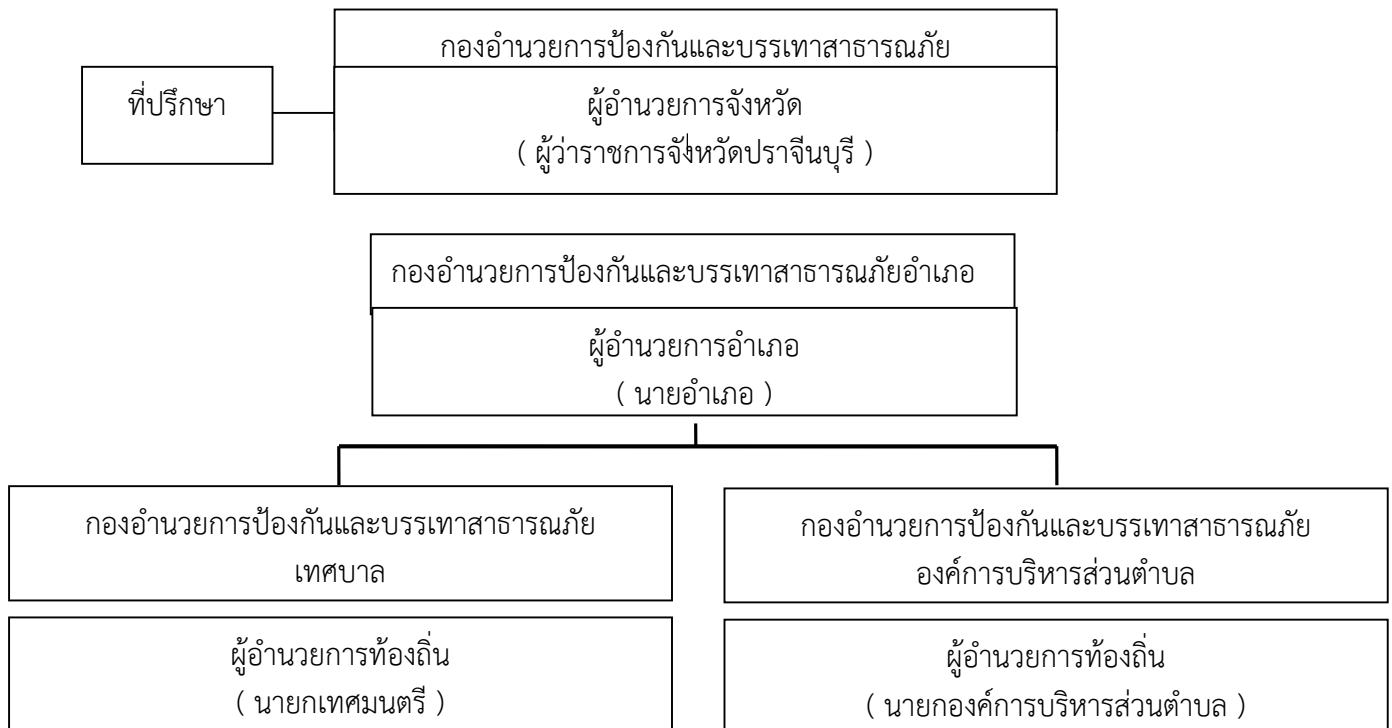 กองอำนวยการป้องกันและบรรเทาสาธารณภัย
ที่ปรึกษา
ผู้อำนวยการจังหวัด
( ผู้ว่าราชการจังหวัดปราจีนบุรี )
กองอำนวยการป้องกันและบรรเทาสาธารณภัยอำเภอ
ผู้อำนวยการอำเภอ
( นายอำเภอ )
กองอำนวยการป้องกันและบรรเทาสาธารณภัย
เทศบาล
ผู้อำนวยการท้องถิ่น
( นายกเทศมนตรี )
กองอำนวยการป้องกันและบรรเทาสาธารณภัย
องค์การบริหารส่วนตำบล
ผู้อำนวยการท้องถิ่น
( นายกองค์การบริหารส่วนตำบล )